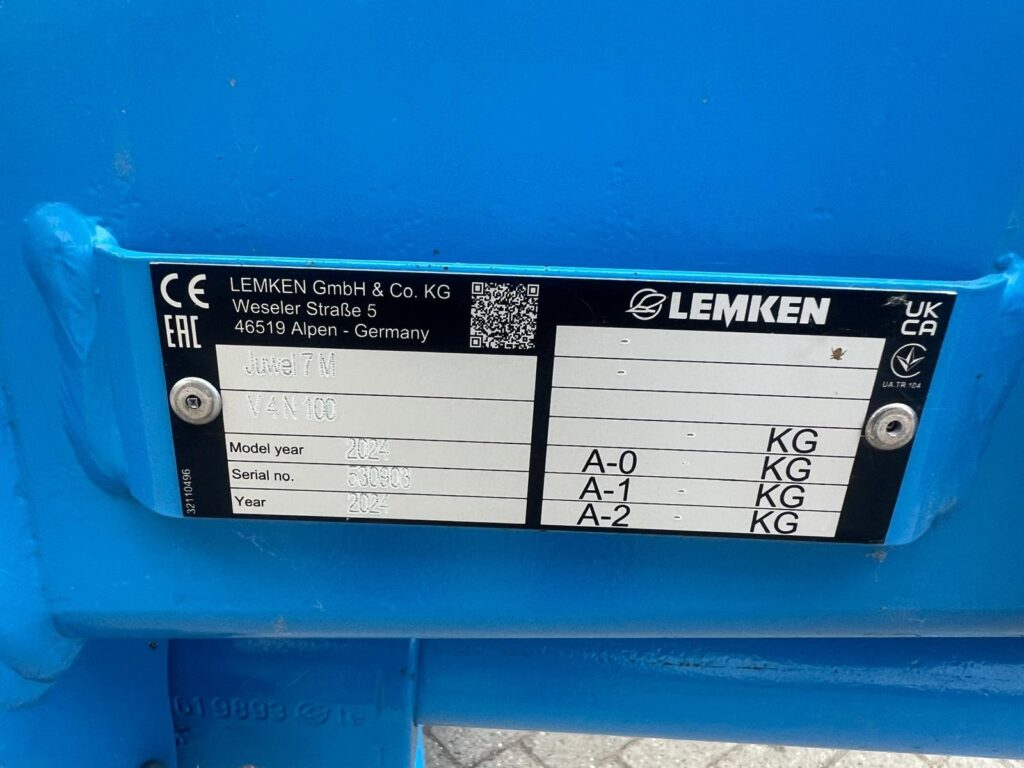 CE
EAC
LEMKEN GmbH & Co. KG
Weseler Straße 5
46519 Alpen - Germany
Juwel 7 M
V 4 N 100
Model year 2024
Serial no. 530903
Year 2024
32110496
LEMKEN
-
-
- KG
A-0 KG
A-1 - KG
A-2 - KG
UK
CA
UA.TR 104
619893